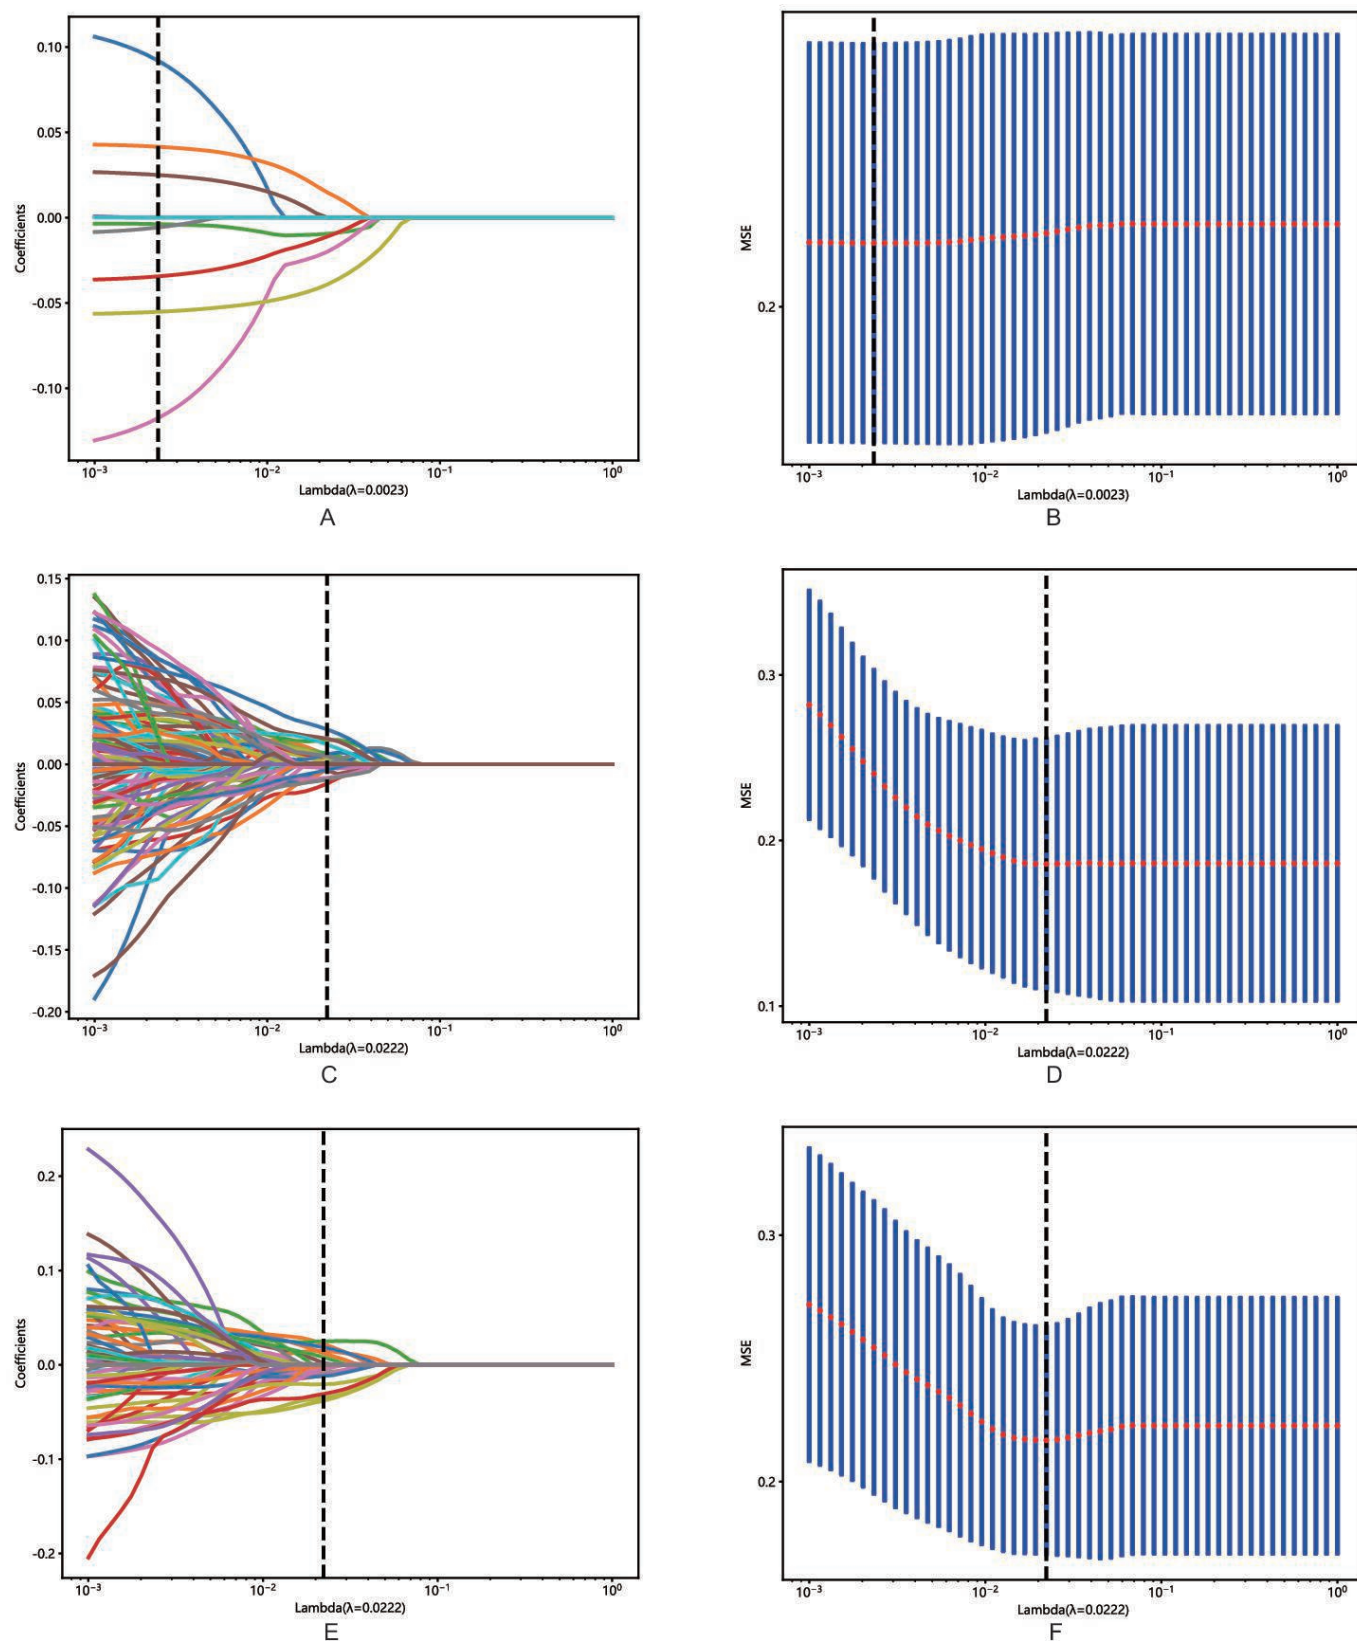 0.10
0.05
0.00
-0.05
-0.10
Coefficients
10⁻³ 10⁻² 10⁻¹ 10⁰
Lambda(λ=0.0023)
A
MSE
0.2
10⁻³ 10⁻² 10⁻¹ 10⁰
Lambda(λ=0.0023)
B
0.15
0.10
0.05
0.00
-0.05
-0.10
-0.15
-0.20
Coefficients
10⁻³ 10⁻² 10⁻¹ 10⁰
Lambda(λ=0.0222)
C
0.3
0.2
0.1
MSE
10⁻³ 10⁻² 10⁻¹ 10⁰
Lambda(λ=0.0222)
D
0.2
0.1
0.0
-0.1
-0.2
Coefficients
10⁻³ 10⁻² 10⁻¹ 10⁰
Lambda(λ=0.0222)
E
0.3
0.2
MSE
10⁻³ 10⁻² 10⁻¹ 10⁰
Lambda(λ=0.0222)
F